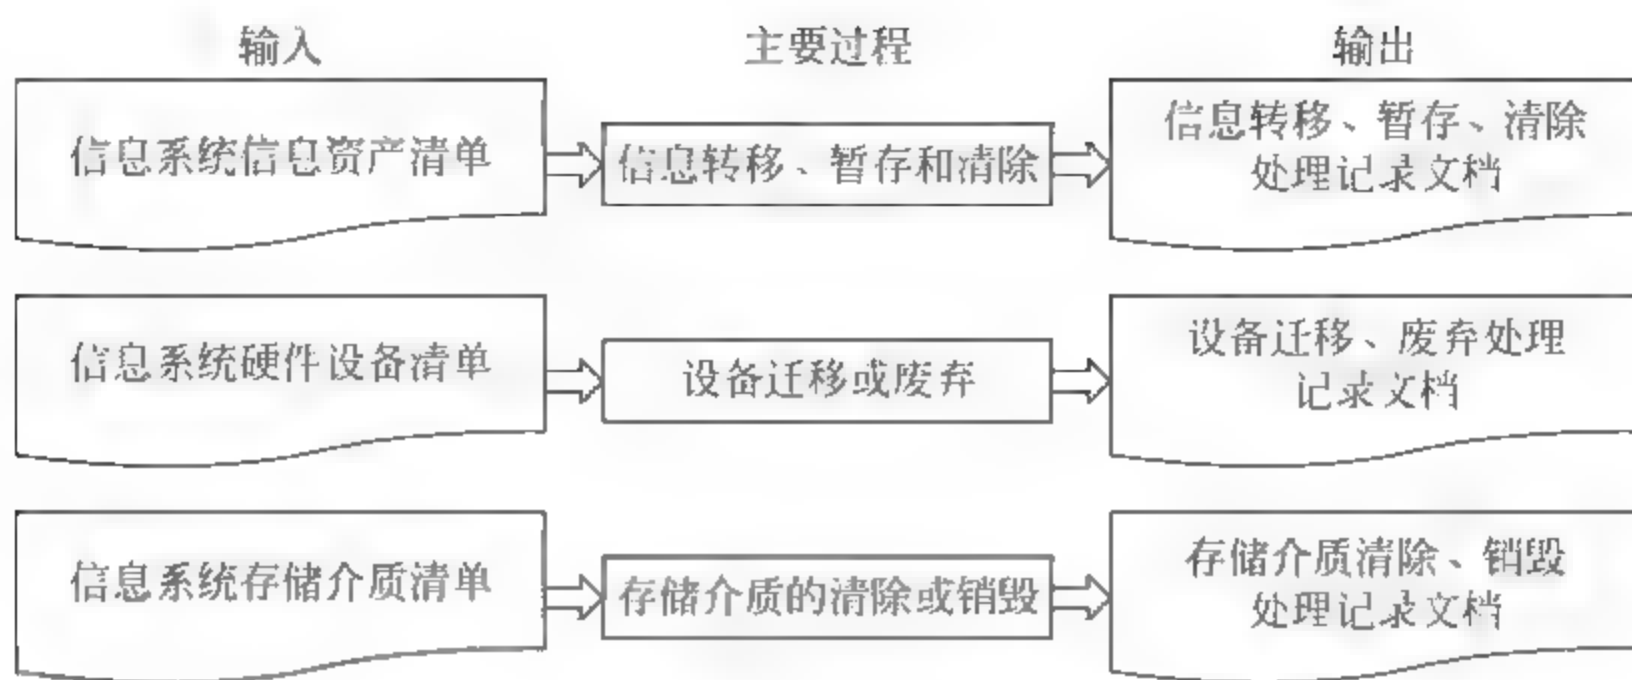 输入
主要过程
输出
信息系统信息资产清单
信息转移、暂存和清除
信息转移、暂存、清除
处理记录文档
信息系统硬件设备清单
设备迁移或废弃
设备迁移、废弃处理
记录文档
信息系统存储介质清单
存储介质的清除或销毁
存储介质清除、销毁
处理记录文档